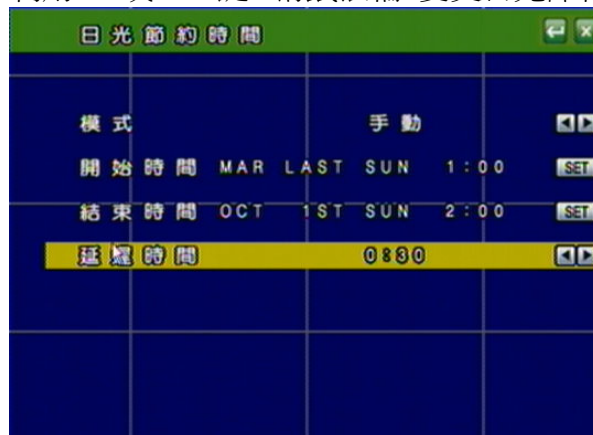 日光節約時間
模式 手動
開始時間 MAR LAST SUN 1:00 SET
結束時間 OCT 1ST SUN 2:00 SET
延遲時間 0:30